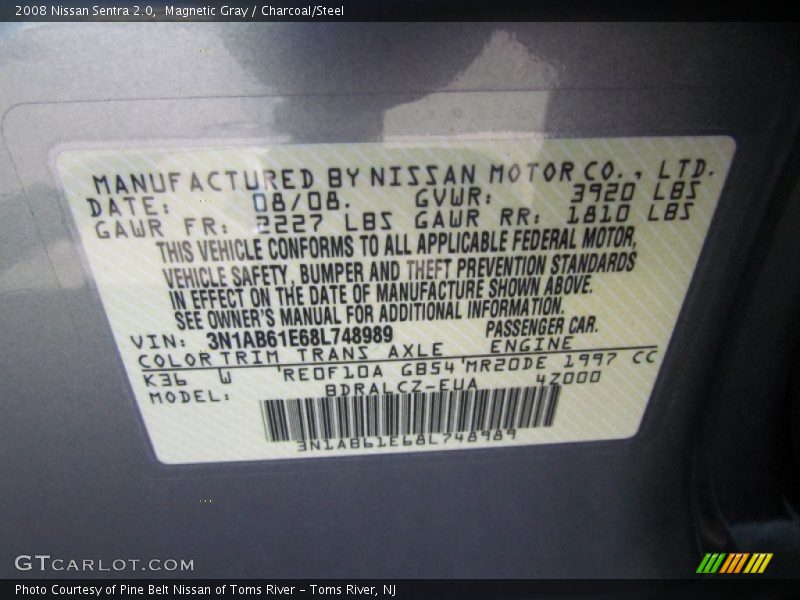 2008 Nissan Sentra 2.0,  Magnetic Gray / Charcoal/Steel
MANUFACTURED BY NISSAN MOTOR CO., LTD.
DATE: 08/08. GVWR: 3920 LBS
GAWR FR: 2227 LBS GAWR RR: 1810 LBS
THIS VEHICLE CONFORMS TO ALL APPLICABLE FEDERAL MOTOR,
VEHICLE SAFETY, BUMPER AND THEFT PREVENTION STANDARDS
IN EFFECT ON THE DATE OF MANUFACTURE SHOWN ABOVE.
SEE OWNER'S MANUAL FOR ADDITIONAL INFORMATION.
VIN: 3N1AB61E68L748989 PASSENGER CAR.
COLOR TRIM TRANS AXLE ENGINE
K36 W 'RE0F10A GB54'MR20DE 1997 CC
MODEL: BDRALCZ-EUA 4Z000
3N1AB61E68L748989
GTCARLOT.COM
Photo Courtesy of Pine Belt Nissan of Toms River – Toms River, NJ